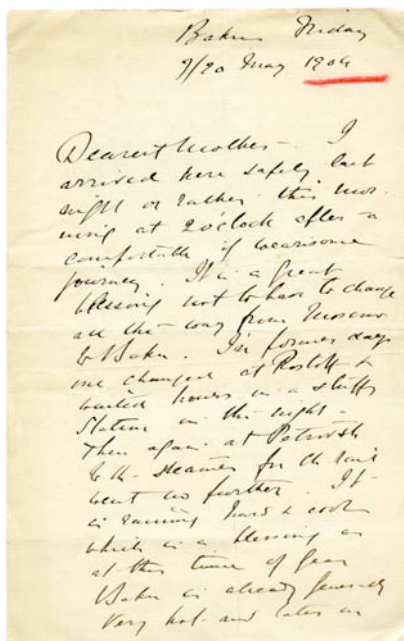 Baku Friday
7/20 May 1904
Dearest Mother - I
arrived here safely last
night or rather this mor-
ning at 2 o'clock after a
comfortable if wearisome
journey. It is a great
blessing not to have to change
all the way from Moscow
to Baku. In former days
one changed at Rostoff &
waited hours in a stuffy
Station in the night -
then again at Petrovsk
to the steamer for the rail
went no further. It
is raining hard & cool
which is a blessing as
at this time of year
Baku is already generally
very hot - and later on